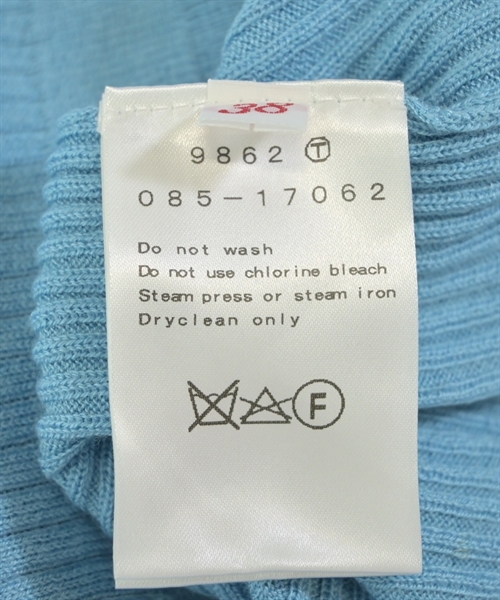 38
9862 Ⓣ
085-17062
Do not wash
Do not use chlorine bleach
Steam press or steam iron
Dryclean only
F